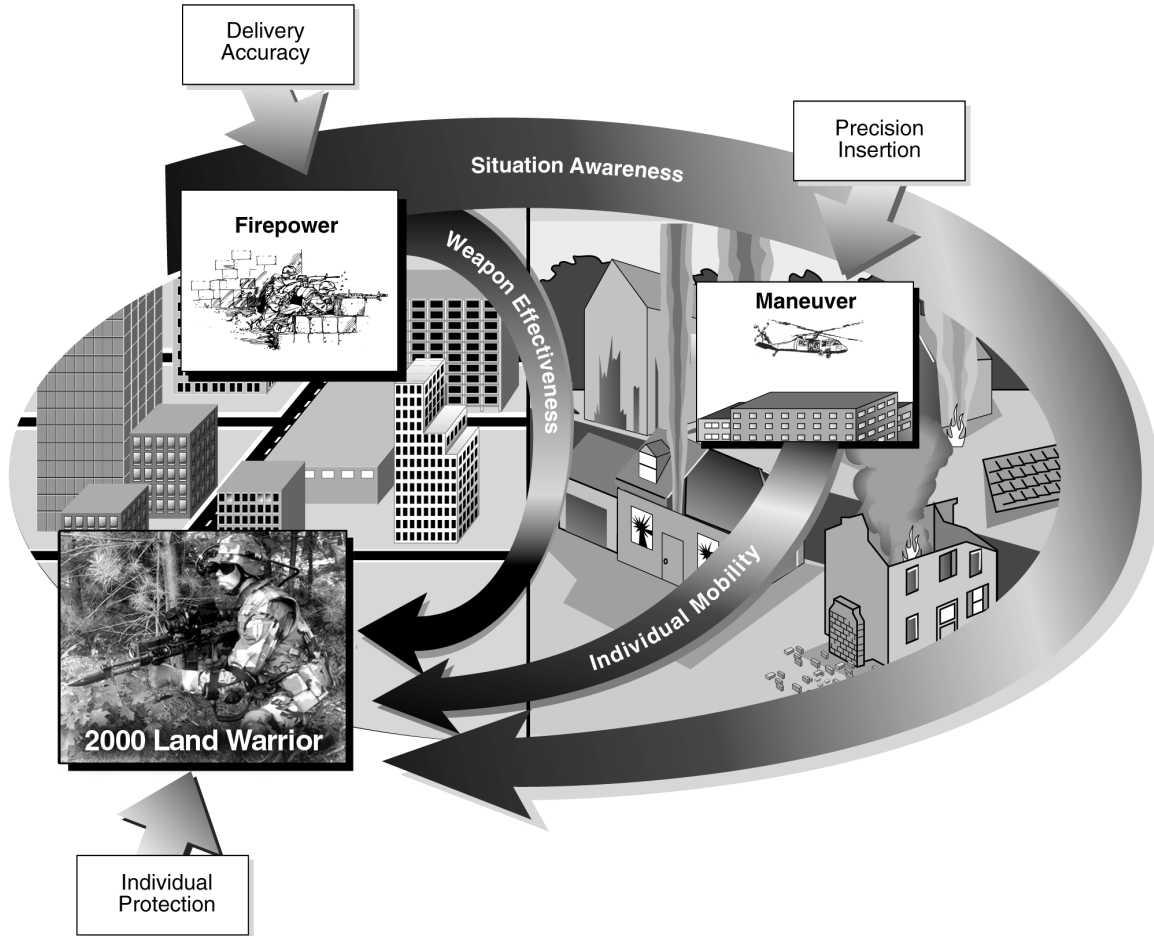 Delivery
Accuracy
Precision
Insertion
Situation Awareness
Firepower
Weapon Effectiveness
Maneuver
Individual Mobility
2000 Land Warrior
Individual
Protection